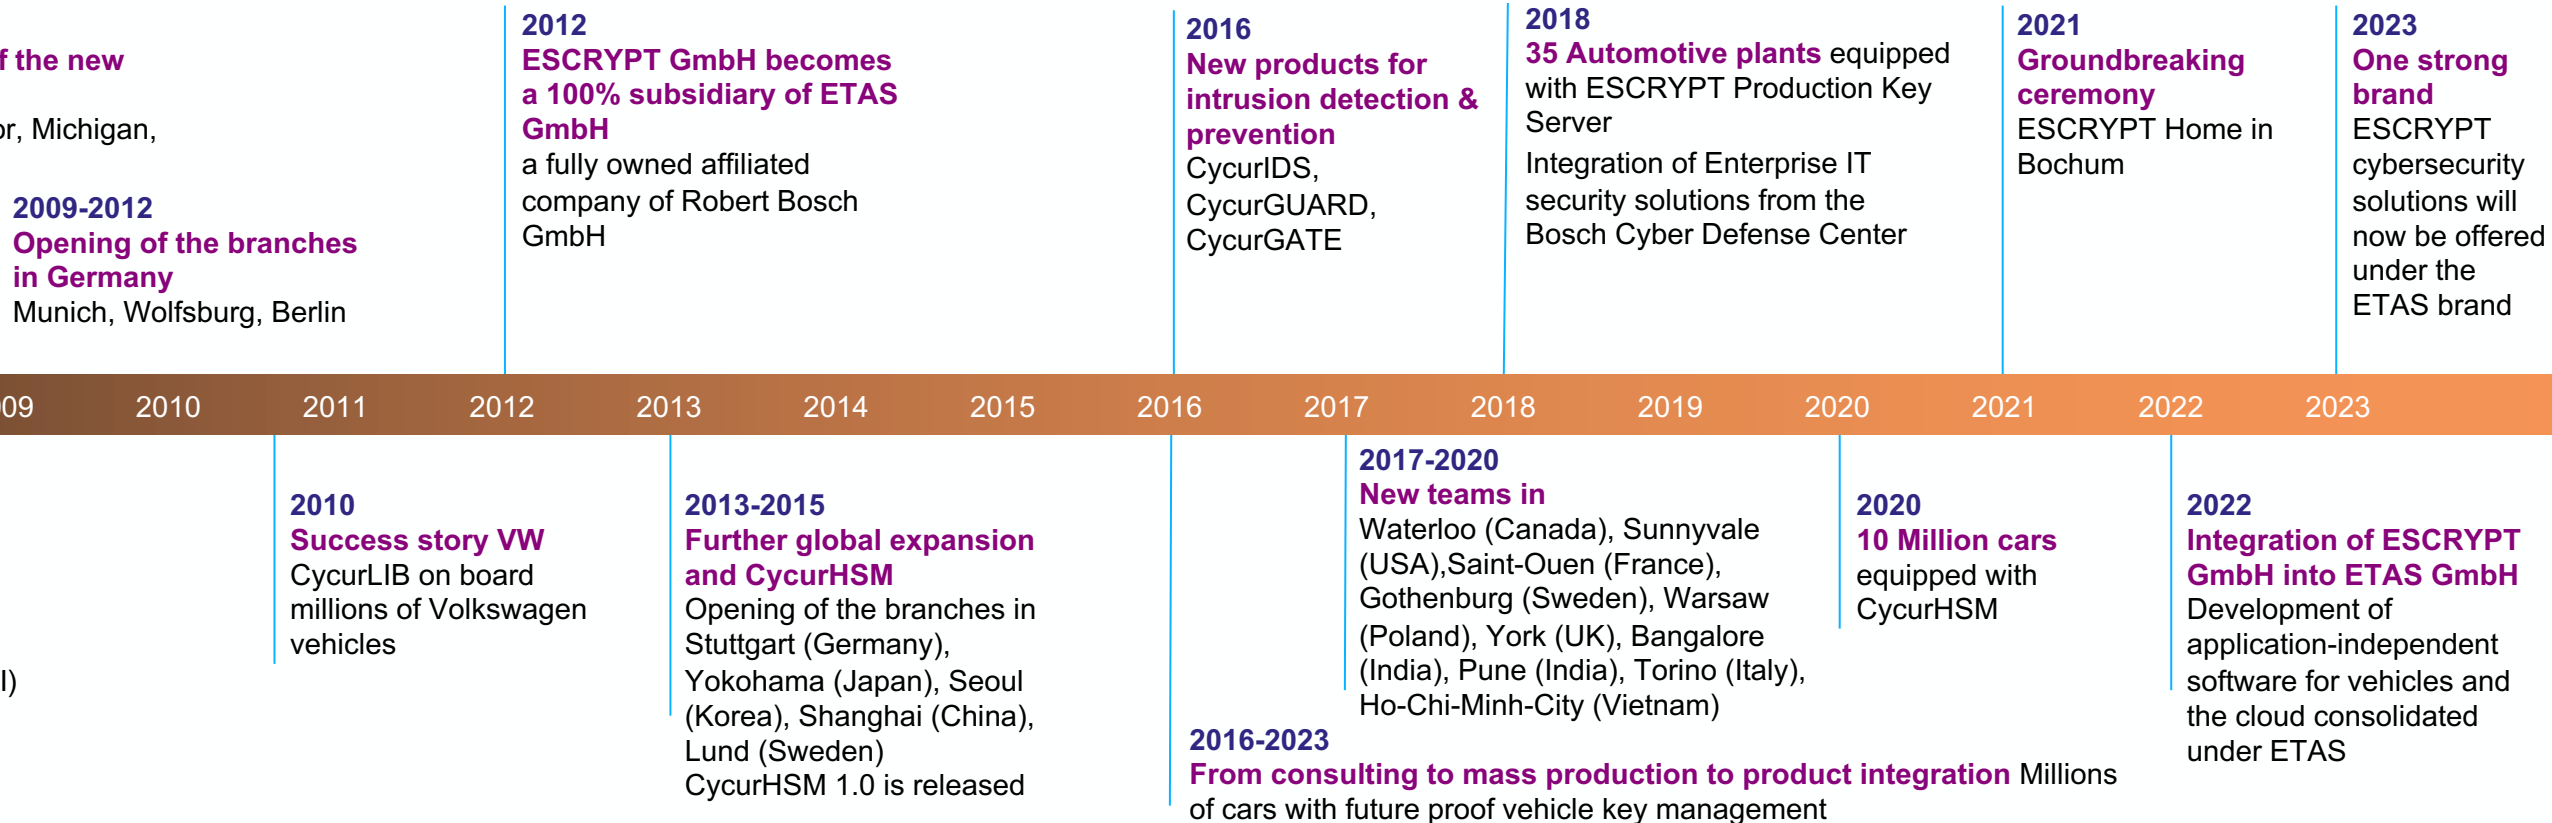 f the new
or, Michigan,
2009-2012
Opening of the branches
in Germany
Munich, Wolfsburg, Berlin
2012
ESCRYPT GmbH becomes
a 100% subsidiary of ETAS
GmbH
a fully owned affiliated
company of Robert Bosch
GmbH
2016
New products for
intrusion detection &
prevention
CycurIDS,
CycurGUARD,
CycurGATE
2018
35 Automotive plants equipped
with ESCRYPT Production Key
Server
Integration of Enterprise IT
security solutions from the
Bosch Cyber Defense Center
2021
Groundbreaking
ceremony
ESCRYPT Home in
Bochum
2023
One strong
brand
ESCRYPT
cybersecurity
solutions will
now be offered
under the
ETAS brand
09 2010 2011 2012 2013 2014 2015 2016 2017 2018 2019 2020 2021 2022 2023
l)
2010
Success story VW
CycurLIB on board
millions of Volkswagen
vehicles
2013-2015
Further global expansion
and CycurHSM
Opening of the branches in
Stuttgart (Germany),
Yokohama (Japan), Seoul
(Korea), Shanghai (China),
Lund (Sweden)
CycurHSM 1.0 is released
2017-2020
New teams in
Waterloo (Canada), Sunnyvale
(USA),Saint-Ouen (France),
Gothenburg (Sweden), Warsaw
(Poland), York (UK), Bangalore
(India), Pune (India), Torino (Italy),
Ho-Chi-Minh-City (Vietnam)
2016-2023
From consulting to mass production to product integration Millions
of cars with future proof vehicle key management
2020
10 Million cars
equipped with
CycurHSM
2022
Integration of ESCRYPT
GmbH into ETAS GmbH
Development of
application-independent
software for vehicles and
the cloud consolidated
under ETAS